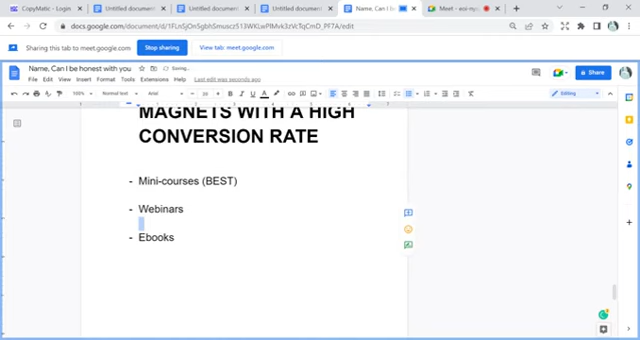 CopyMatic - Login
Untitled document
Untitled document
Untitled document
Name, Can I b
Meet – aoi-nyu
docs.google.com/document/d/
Sharing this tab to meet.google.com
Stop sharing
View tab: meet.google.com
Name, Can I be honest with you
Saving...
File Edit View Insert Format Tools Extensions Help
Last edit was seconds ago
Share
100%
Normal text
Arial
Editing
MAGNETS WITH A HIGH
CONVERSION RATE
- Mini-courses (BEST)
- Webinars
- Ebooks